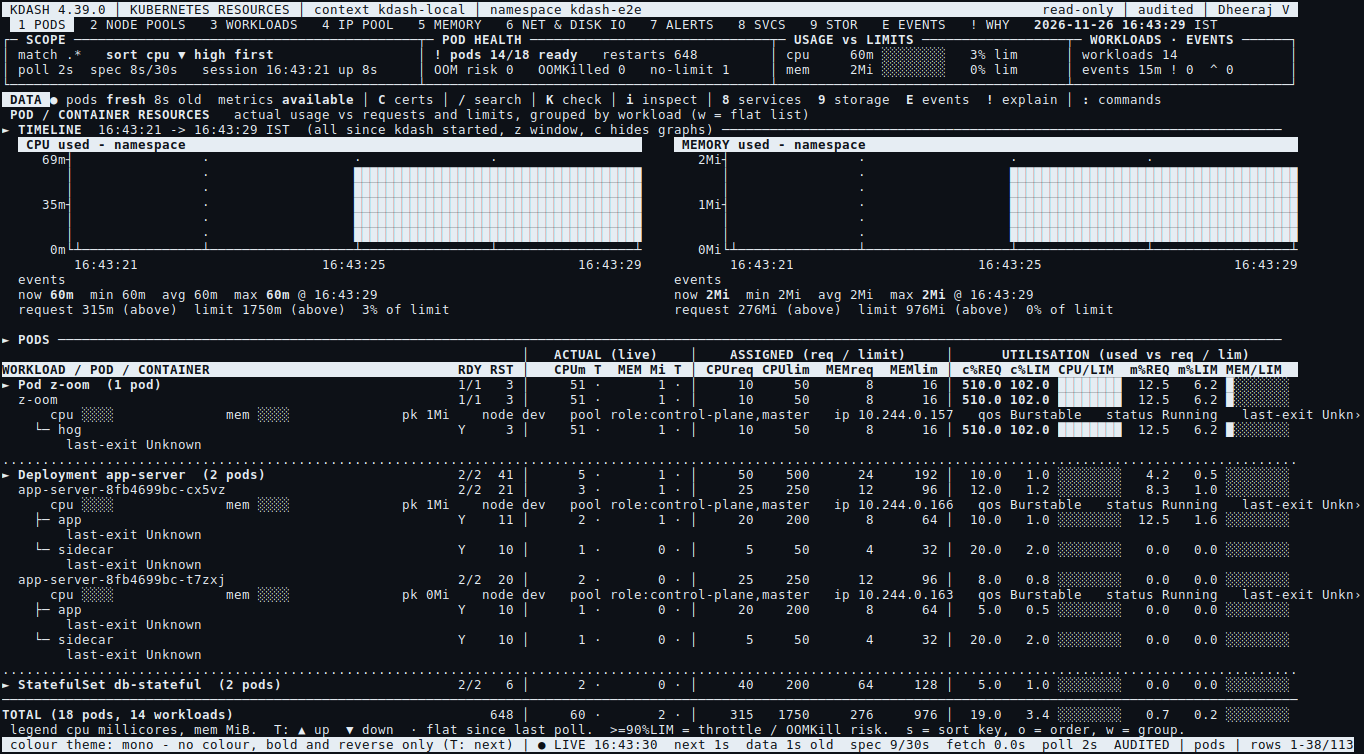 KDASH 4.39.0 │ KUBERNETES RESOURCES │ context kdash-local │ namespace kdash-e2e read-only │ audited │ Dheeraj V
1 PODS 2 NODE POOLS 3 WORKLOADS 4 IP POOL 5 MEMORY 6 NET & DISK IO 7 ALERTS 8 SVCS 9 STOR E EVENTS ! WHY 2026-11-26 16:43:29 IST
SCOPE POD HEALTH USAGE vs LIMITS WORKLOADS · EVENTS
match .* sort cpu ▼ high first │ ! pods 14/18 ready restarts 648 │ cpu 60m 3% lim │ workloads 14
poll 2s spec 8s/30s session 16:43:21 up 8s │ OOM risk 0 OOMKilled 0 no-limit 1 │ mem 2Mi 0% lim │ events 15m ! 0 ^ 0
DATA ● pods fresh 8s old metrics available │ C certs │ / search │ K check │ i inspect │ 8 services 9 storage E events ! explain │ : commands
POD / CONTAINER RESOURCES actual usage vs requests and limits, grouped by workload (w = flat list)
► TIMELINE 16:43:21 -> 16:43:29 IST (all since kdash started, z window, c hides graphs)
CPU used - namespace MEMORY used - namespace
69m 2Mi
35m 1Mi
0m 0Mi
16:43:21 16:43:25 16:43:29 16:43:21 16:43:25 16:43:29
events events
now 60m min 60m avg 60m max 60m @ 16:43:29 now 2Mi min 2Mi avg 2Mi max 2Mi @ 16:43:29
request 315m (above) limit 1750m (above) 3% of limit request 276Mi (above) limit 976Mi (above) 0% of limit
► PODS
│ ACTUAL (live) │ ASSIGNED (req / limit) │ UTILISATION (used vs req / lim)
WORKLOAD / POD / CONTAINER RDY RST │ CPUm T MEM Mi T │ CPUreq CPUlim MEMreq MEMlim │ c%REQ c%LIM CPU/LIM m%REQ m%LIM MEM/LIM
► Pod z-oom (1 pod) 1/1 3 │ 51 · 1 · │ 10 50 8 16 │ 510.0 102.0 12.5 6.2
z-oom 1/1 3 │ 51 · 1 · │ 10 50 8 16 │ 510.0 102.0 12.5 6.2
cpu mem pk 1Mi node dev pool role:control-plane,master ip 10.244.0.157 qos Burstable status Running last-exit Unkn›
└─ hog Y 3 │ 51 · 1 · │ 10 50 8 16 │ 510.0 102.0 12.5 6.2
last-exit Unknown
► Deployment app-server (2 pods) 2/2 41 │ 5 · 1 · │ 50 500 24 192 │ 10.0 1.0 4.2 0.5
app-server-8fb4699bc-cx5vz 2/2 21 │ 3 · 1 · │ 25 250 12 96 │ 12.0 1.2 8.3 1.0
cpu mem pk 1Mi node dev pool role:control-plane,master ip 10.244.0.166 qos Burstable status Running last-exit Unkn›
├─ app Y 11 │ 2 · 1 · │ 20 200 8 64 │ 10.0 1.0 12.5 1.6
last-exit Unknown
└─ sidecar Y 10 │ 1 · 0 · │ 5 50 4 32 │ 20.0 2.0 0.0 0.0
last-exit Unknown
app-server-8fb4699bc-t7zxj 2/2 20 │ 2 · 0 · │ 25 250 12 96 │ 8.0 0.8 0.0 0.0
cpu mem pk 0Mi node dev pool role:control-plane,master ip 10.244.0.163 qos Burstable status Running last-exit Unkn›
├─ app Y 10 │ 1 · 0 · │ 20 200 8 64 │ 5.0 0.5 0.0 0.0
last-exit Unknown
└─ sidecar Y 10 │ 1 · 0 · │ 5 50 4 32 │ 20.0 2.0 0.0 0.0
last-exit Unknown
► StatefulSet db-stateful (2 pods) 2/2 6 │ 2 · 0 · │ 40 200 64 128 │ 5.0 1.0 0.0 0.0
TOTAL (18 pods, 14 workloads) 648 │ 60 · 2 · │ 315 1750 276 976 │ 19.0 3.4 0.7 0.2
legend cpu millicores, mem MiB. T: ▲ up ▼ down · flat since last poll. >=90%LIM = throttle / OOMKill risk. s = sort key, o = order, w = group.
colour theme: mono - no colour, bold and reverse only (T: next) │ ● LIVE 16:43:30 next 1s data 1s old spec 9/30s fetch 0.0s poll 2s AUDITED │ pods │ rows 1-38/113